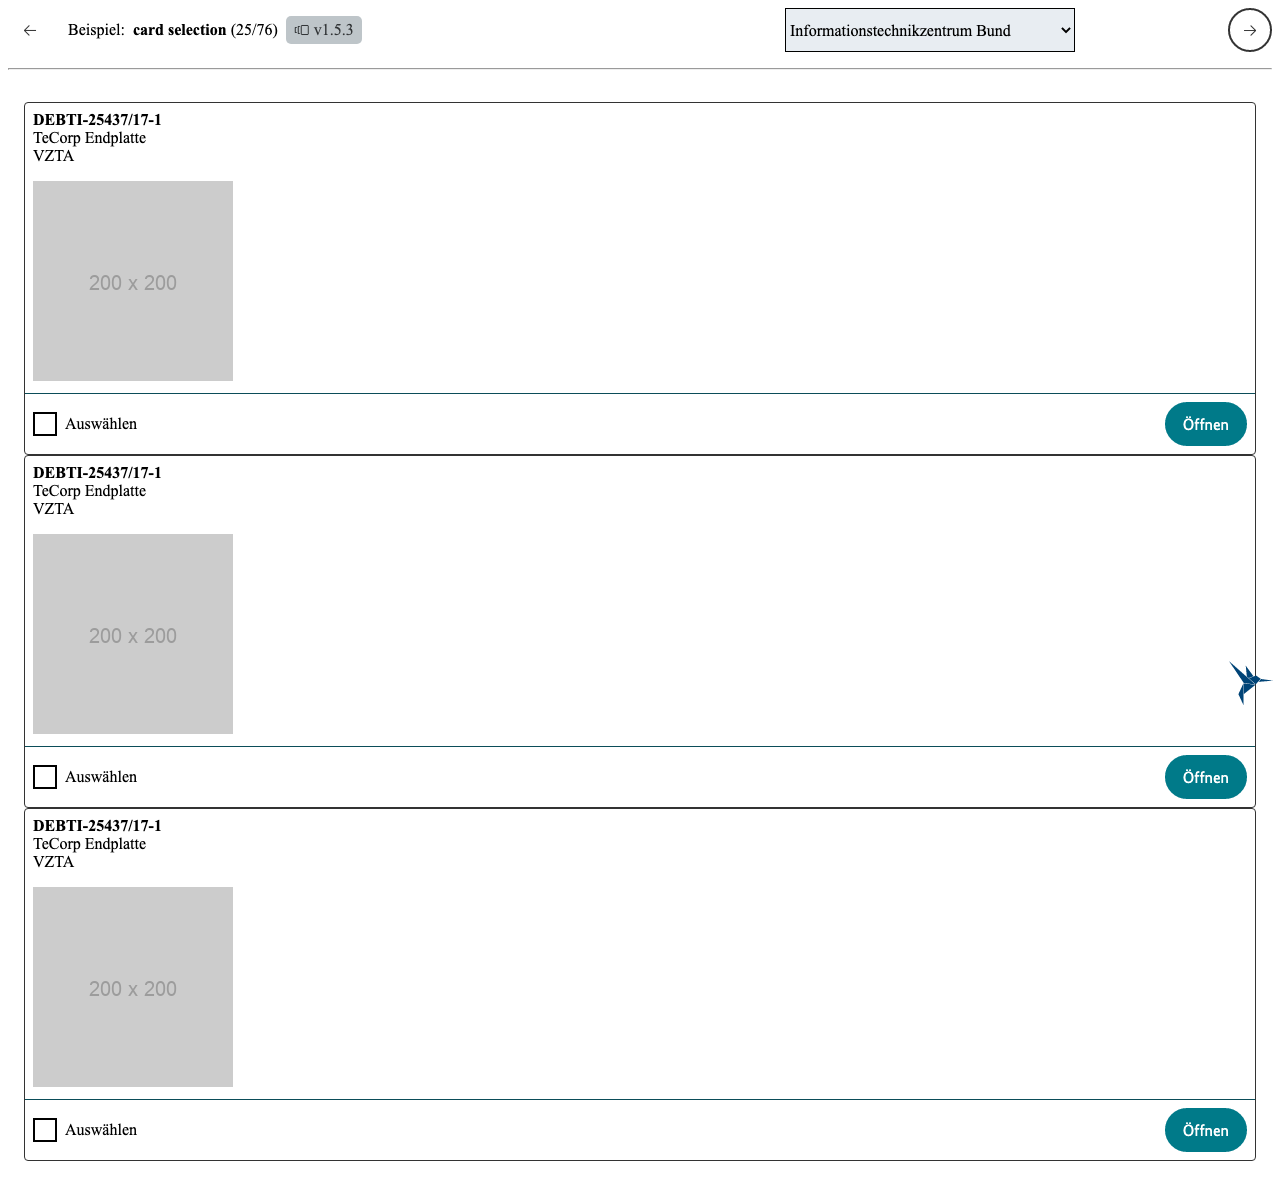 Beispiel: card selection (25/76) v1.5.3
Informationstechnikzentrum Bund
DEBTI-25437/17-1
TeCorp Endplatte
VZTA
200 x 200
Auswählen
Öffnen
DEBTI-25437/17-1
TeCorp Endplatte
VZTA
200 x 200
Auswählen
Öffnen
DEBTI-25437/17-1
TeCorp Endplatte
VZTA
200 x 200
Auswählen
Öffnen